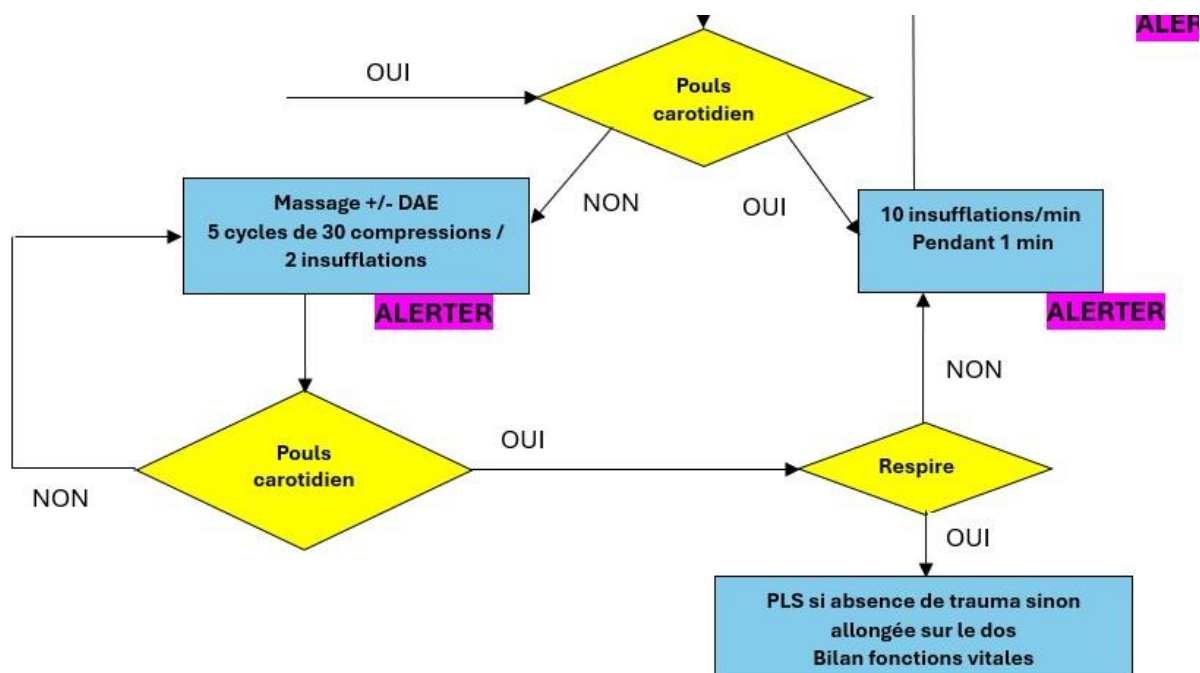 ALER
OUI
Pouls
carotidien
Massage +/- DAE
5 cycles de 30 compressions /
2 insufflations
NON
OUI
10 insufflations/min
Pendant 1 min
ALERTER
ALERTER
NON
OUI
Pouls
carotidien
Respire
NON
OUI
PLS si absence de trauma sinon
allongée sur le dos
Bilan fonctions vitales